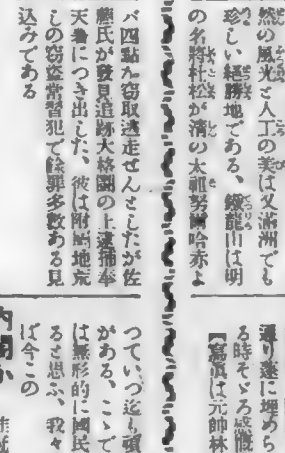 然の風光と人工の美は又滿洲でも
珍しい絕勝地である、鐵龍山は明
の名將杜松が淸の太祖努爾哈赤よ
通り遂に埋めら
る時そゞろ感慨
【寫眞は元帥林
パ四點を窃取逃走せんとしたが佐
藤氏が發見追跡大格鬪の上逮捕奉
天署につき出した、彼は附屬地荒
しの窃盜常習犯で餘罪多數ある見
込みである
つていつ迄も頭
がある、こゝで
は無形的に國民
ると思ふ、我々
ば今この